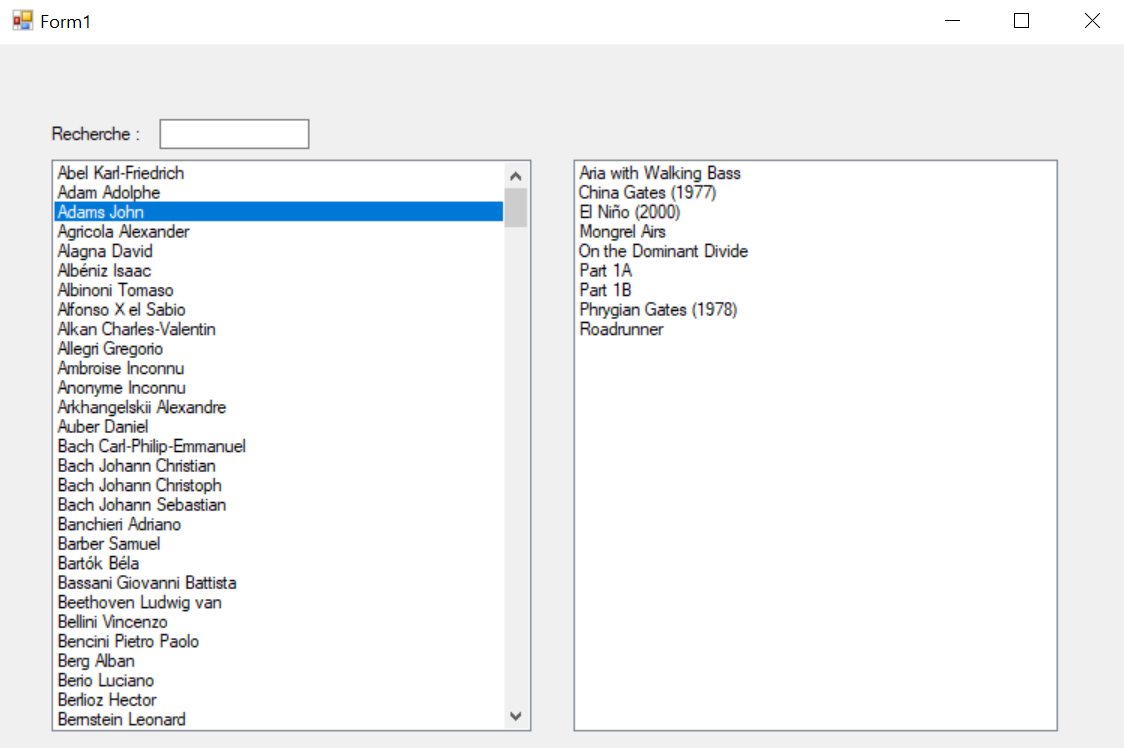 Form1
Recherche :
Abel Karl-Friedrich
Adam Adolphe
Adams John
Agricola Alexander
Alagna David
Albéniz Isaac
Albinoni Tomaso
Alfonso X el Sabio
Alkan Charles-Valentin
Allegri Gregorio
Ambroise Inconnu
Anonyme Inconnu
Arkhangelskii Alexandre
Auber Daniel
Bach Carl-Philip-Emmanuel
Bach Johann Christian
Bach Johann Christoph
Bach Johann Sebastian
Banchieri Adriano
Barber Samuel
Bartók Béla
Bassani Giovanni Battista
Beethoven Ludwig van
Bellini Vincenzo
Bencini Pietro Paolo
Berg Alban
Berio Luciano
Berlioz Hector
Bernstein Leonard
Aria with Walking Bass
China Gates (1977)
El Niño (2000)
Mongrel Airs
On the Dominant Divide
Part 1A
Part 1B
Phrygian Gates (1978)
Roadrunner